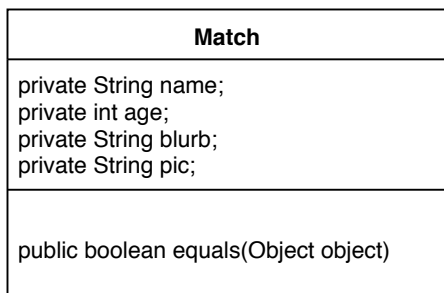 Match
private String name;
private int age;
private String blurb;
private String pic;
public boolean equals(Object object)